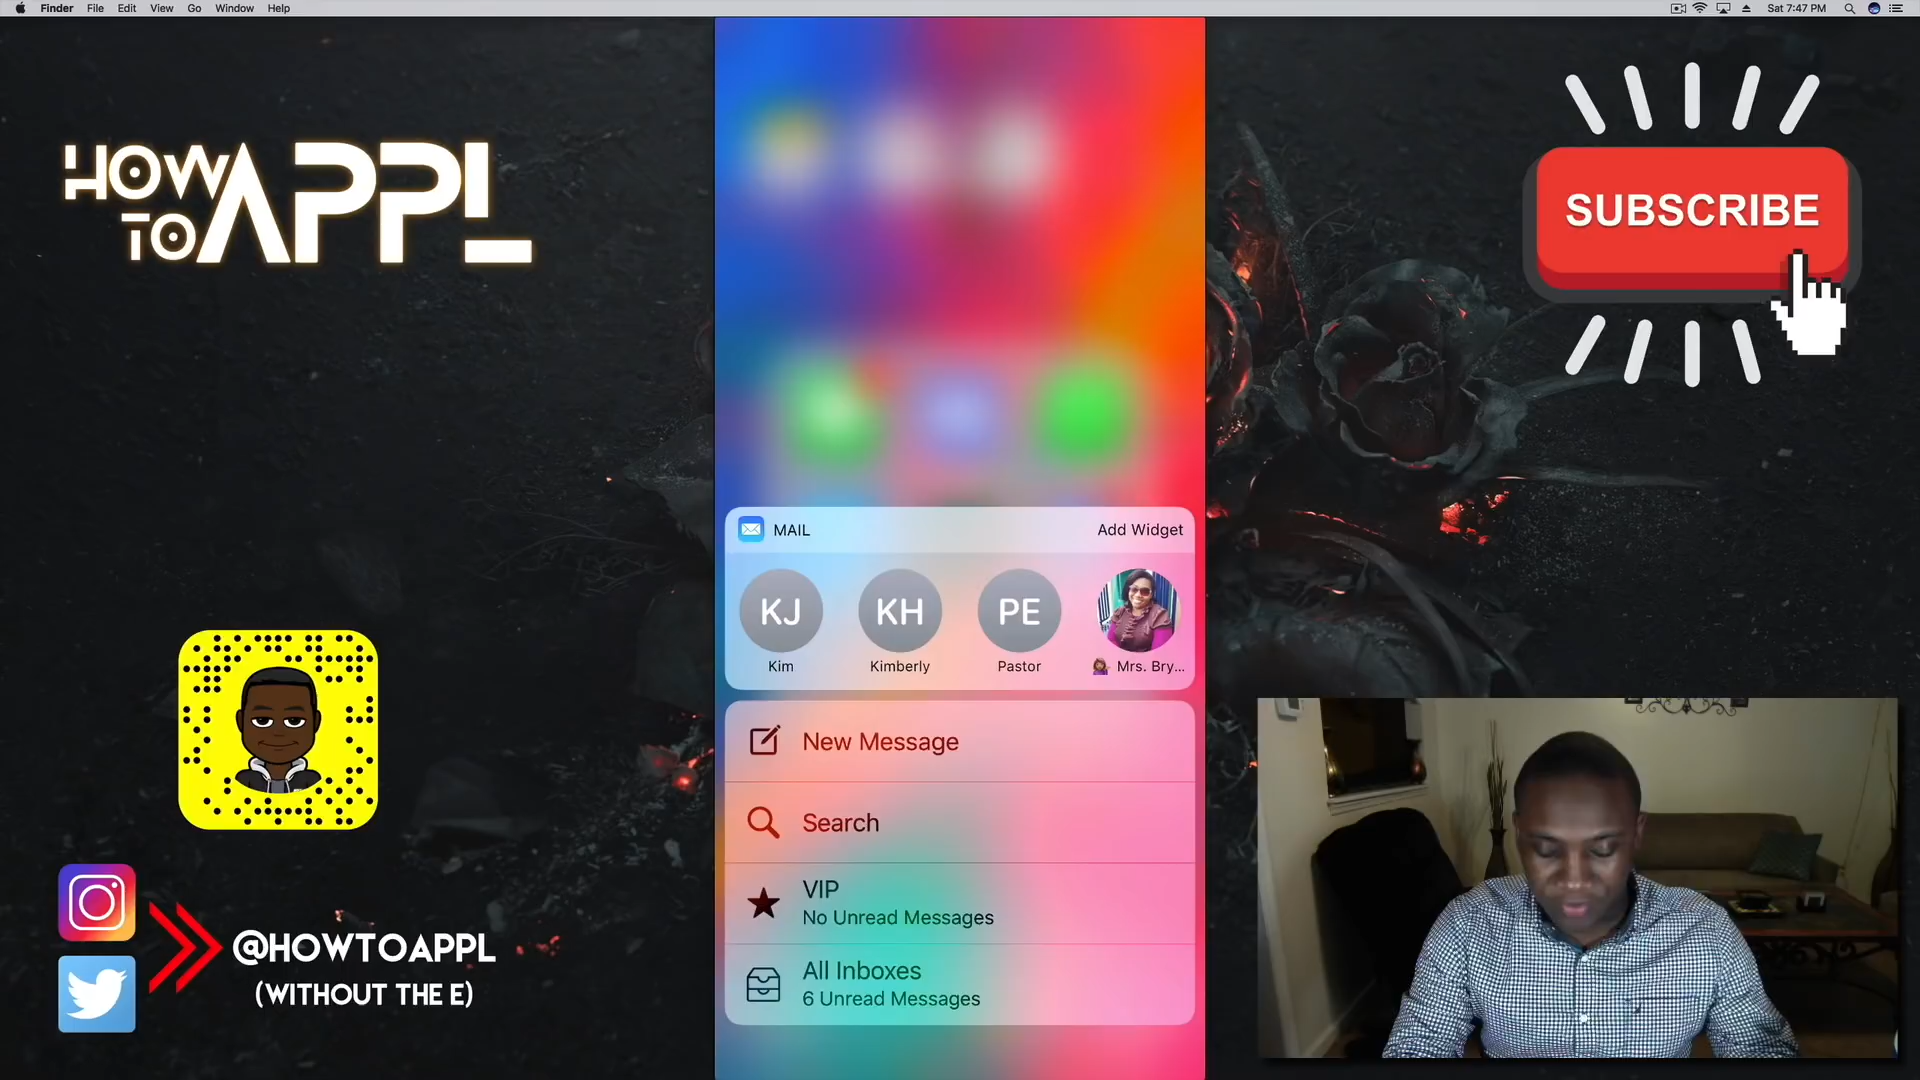 Finder File Edit View Go Window Help
Sat 7:47 PM
HOW
TO APPL
SUBSCRIBE
MAIL
Add Widget
KJ
KH
PE
Kim
Kimberly
Pastor
Mrs. Bry...
New Message
Search
VIP
No Unread Messages
All Inboxes
6 Unread Messages
@HOWTOAPPL
(WITHOUT THE E)